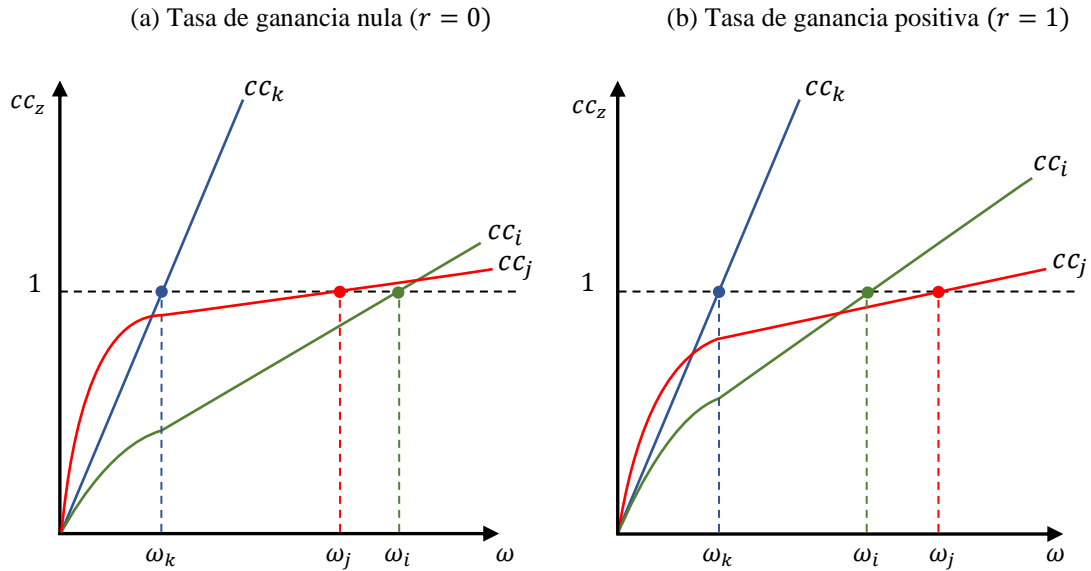 (a) Tasa de ganancia nula (r = 0)
cc_z
cc_k
cc_i
cc_j
1
ω_k
ω_j
ω_i
ω
(b) Tasa de ganancia positiva (r = 1)
cc_z
cc_k
cc_i
cc_j
1
ω_k
ω_i
ω_j
ω